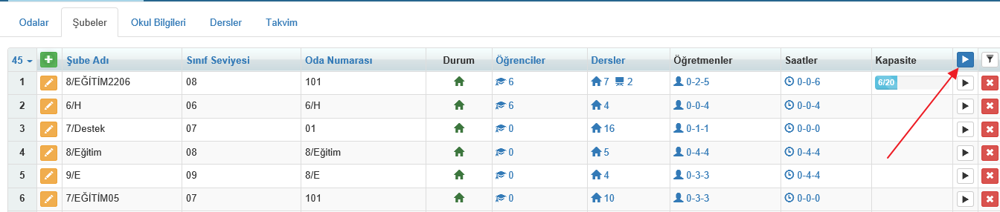 Odalar Şubeler Okul Bilgileri Dersler Takvim
45 Şube Adı Sınıf Seviyesi Oda Numarası Durum Öğrenciler Dersler Öğretmenler Saatler Kapasite
1 8/EĞİTİM2206 08 101 6 7 2 0-2-5 0-0-6 6/20
2 6/H 06 6/H 6 4 0-0-4 0-0-4
3 7/Destek 07 01 0 16 0-1-1 0-0-0
4 8/Eğitim 08 8/Eğitim 0 5 0-4-4 0-4-4
5 9/E 09 8/E 0 4 0-3-3 0-4-4
6 7/EĞİTİM05 07 101 0 10 0-3-3 0-0-0